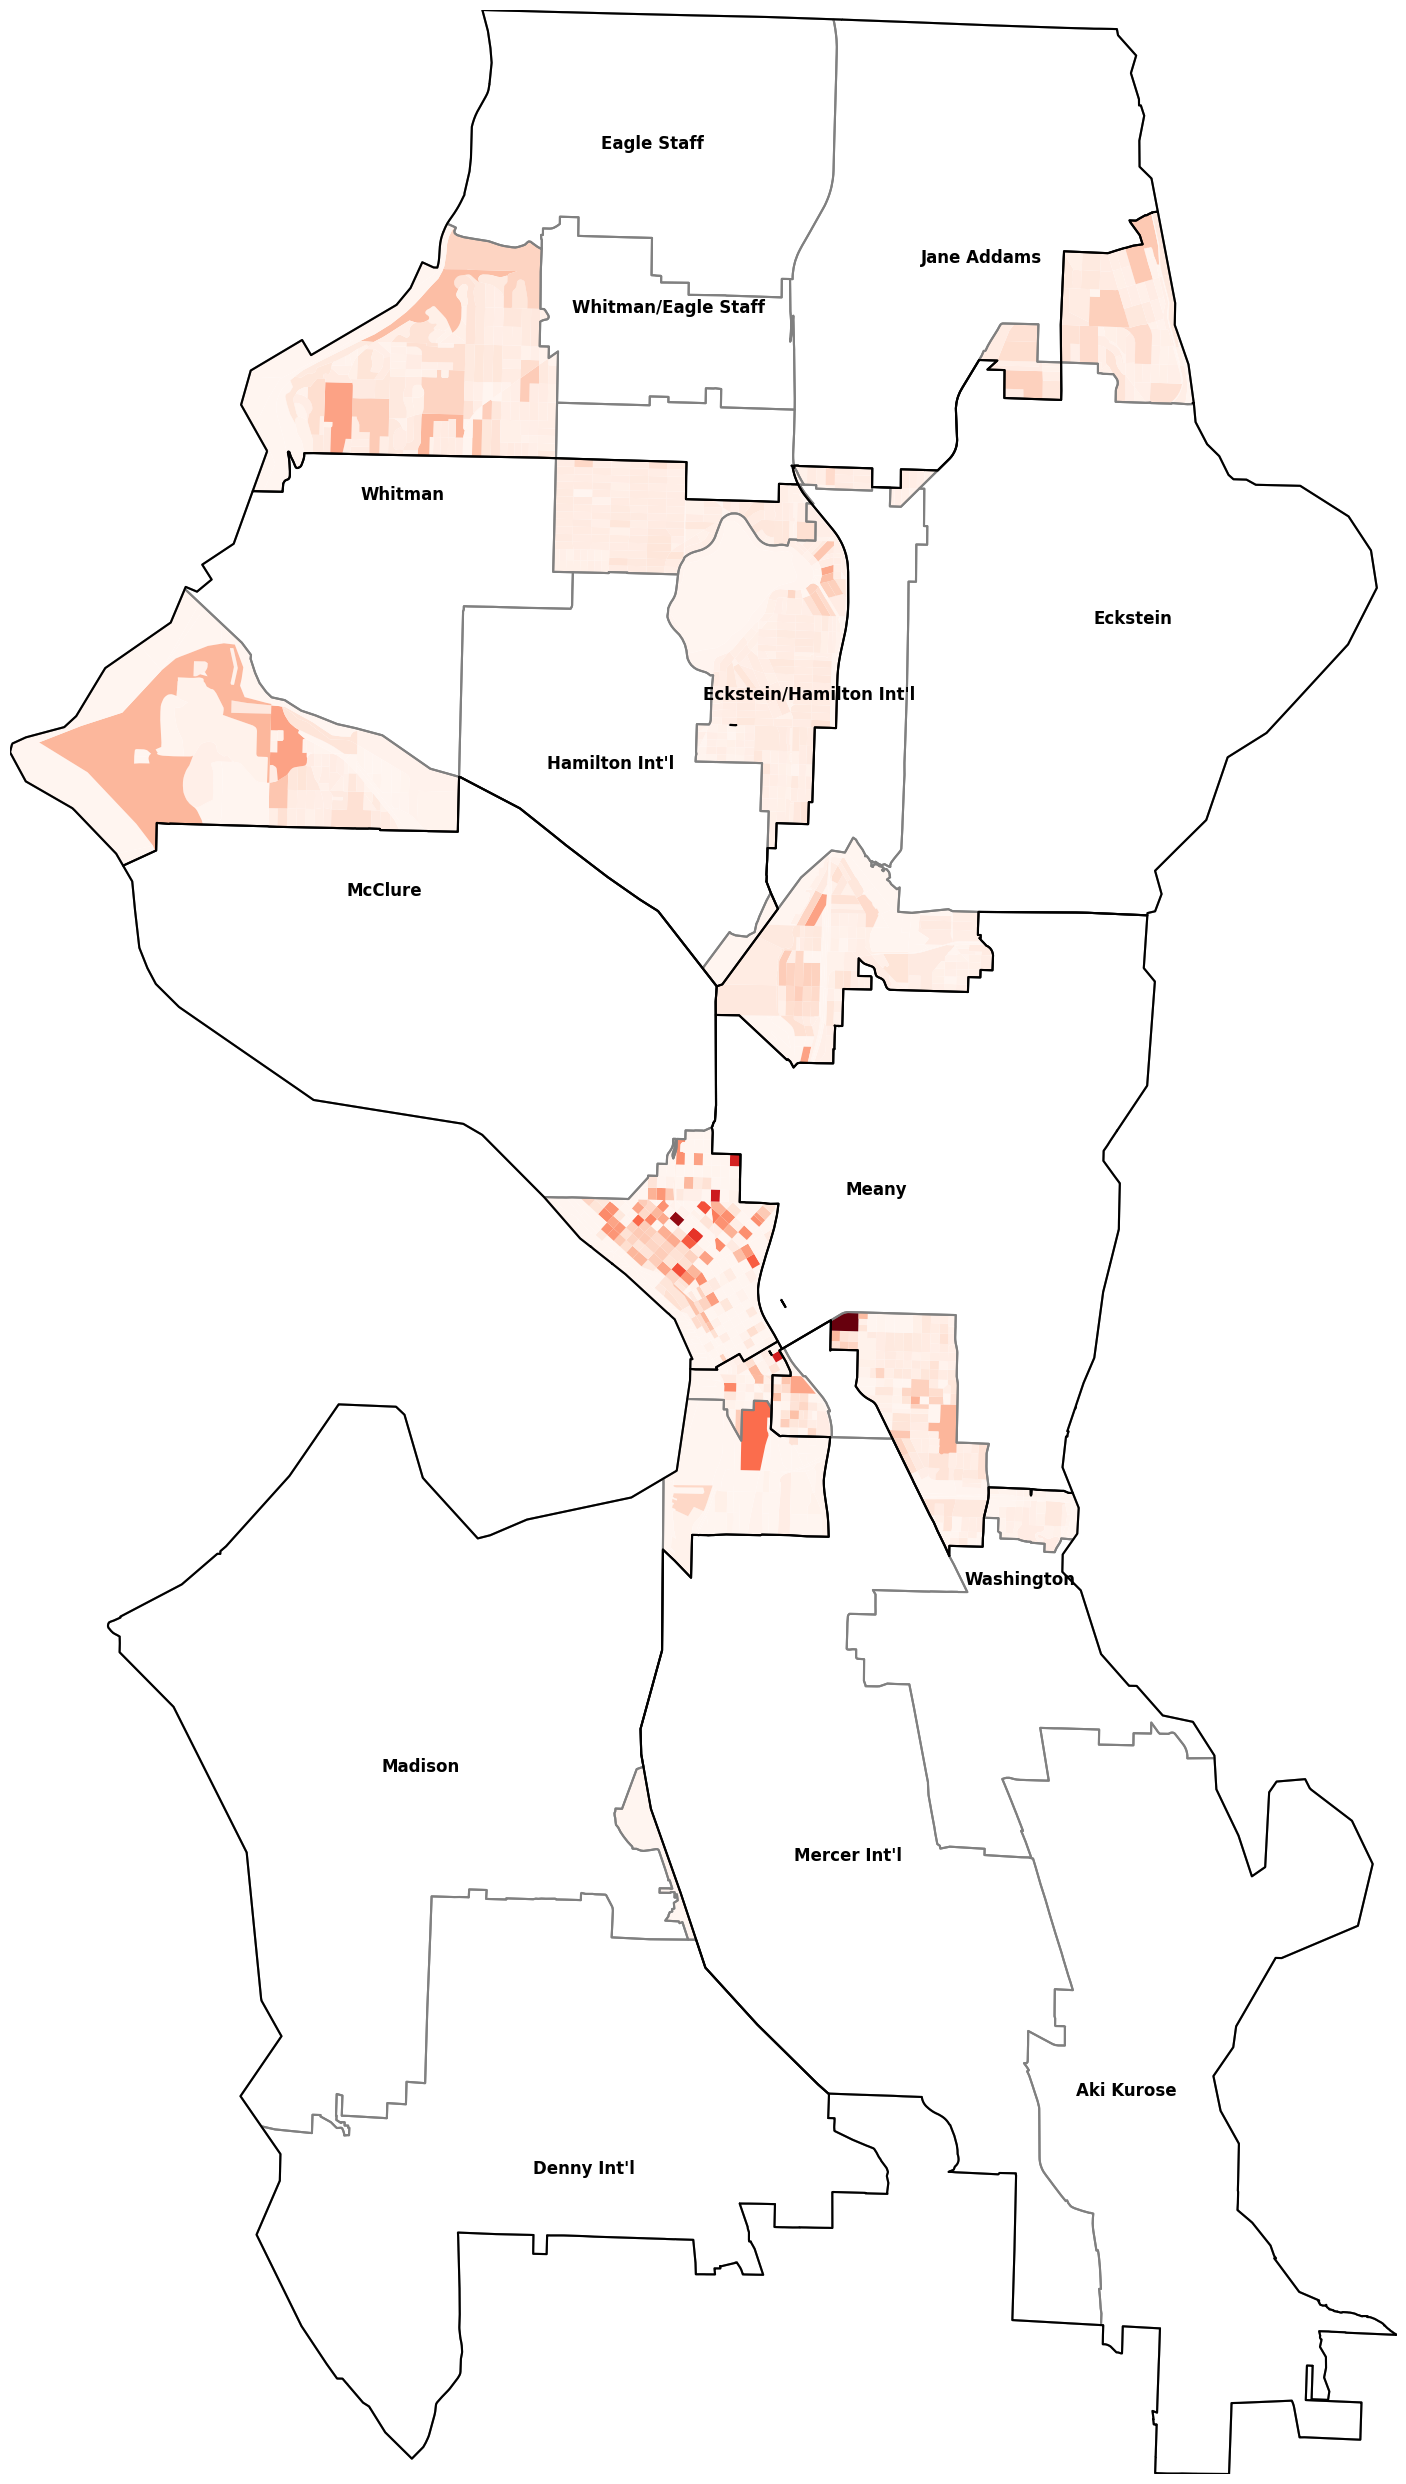 Eagle Staff
Jane Addams
Whitman/Eagle Staff
Whitman
Eckstein
Eckstein/Hamilton Int'l
Hamilton Int'l
McClure
Meany
Washington
Madison
Mercer Int'l
Aki Kurose
Denny Int'l